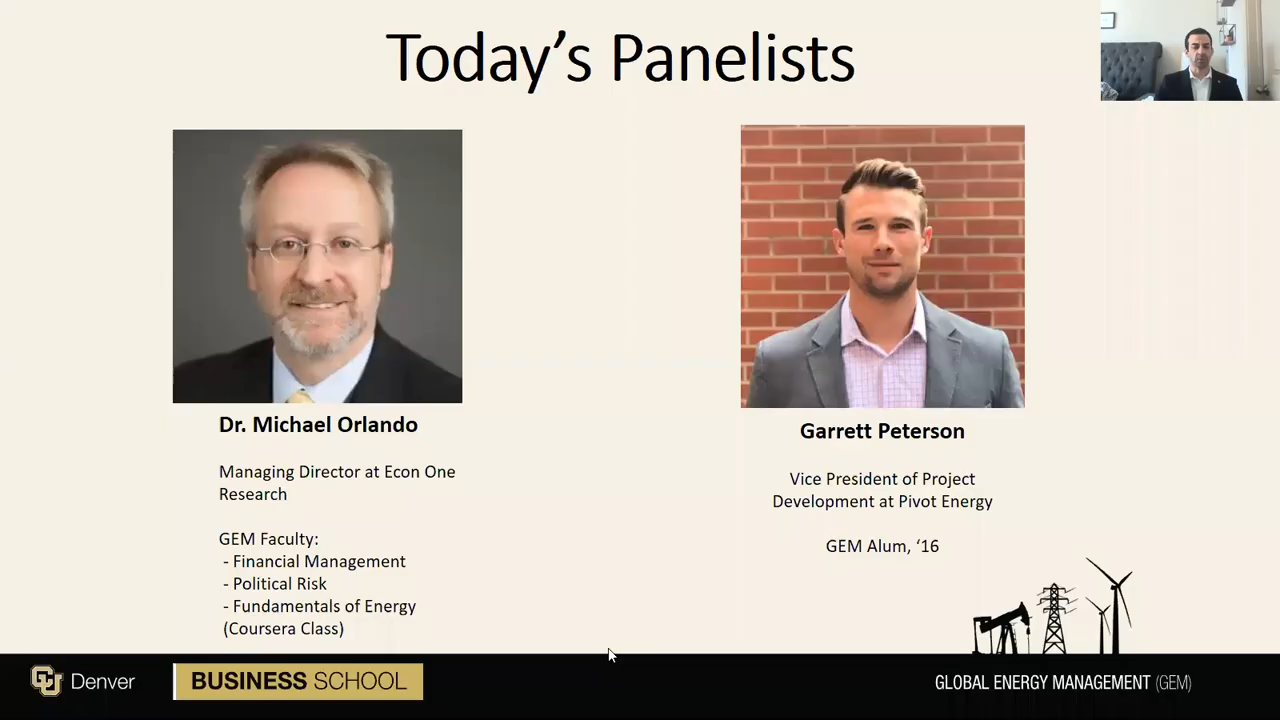 Today's Panelists
Dr. Michael Orlando
Managing Director at Econ One
Research
GEM Faculty:
- Financial Management
- Political Risk
- Fundamentals of Energy
(Coursera Class)
Garrett Peterson
Vice President of Project
Development at Pivot Energy
GEM Alum, ‘16
CU Denver
BUSINESS SCHOOL
GLOBAL ENERGY MANAGEMENT (GEM)